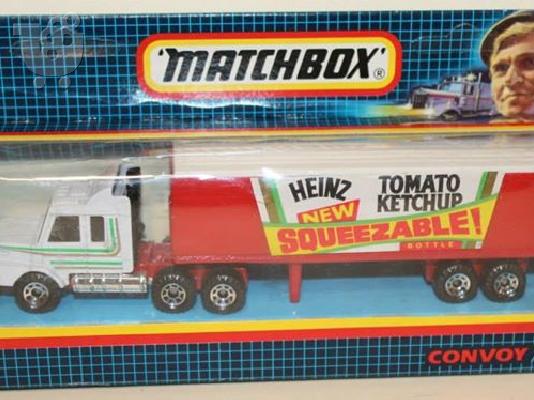 'MATCHBOX'®
HEINZ
TOMATO
KETCHUP
NEW
SQUEEZABLE!
BOTTLE
CONVOY